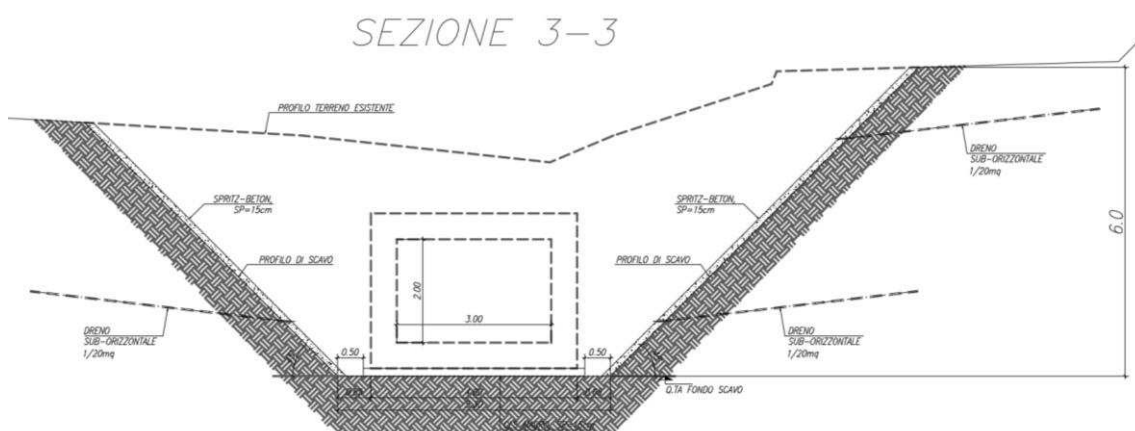 SEZIONE 3-3
PROFILO TERRENO ESISTENTE
DRENO
SUB-ORIZZONTALE
1/20mq
SPRITZ-BETON,
SP=15cm
SPRITZ-BETON,
SP=15cm
6.0
PROFILO DI SCAVO
PROFILO DI SCAVO
2.00
3.00
DRENO
SUB-ORIZZONTALE
1/20mq
DRENO
SUB-ORIZZONTALE
1/20mq
0.50
0.50
Q.TA FONDO SCAVO